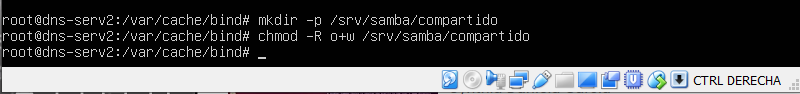 root@dns-serv2:/var/cache/bind# mkdir -p /srv/samba/compartido
root@dns-serv2:/var/cache/bind# chmod -R o+w /srv/samba/compartido
root@dns-serv2:/var/cache/bind# _
CTRL DERECHA